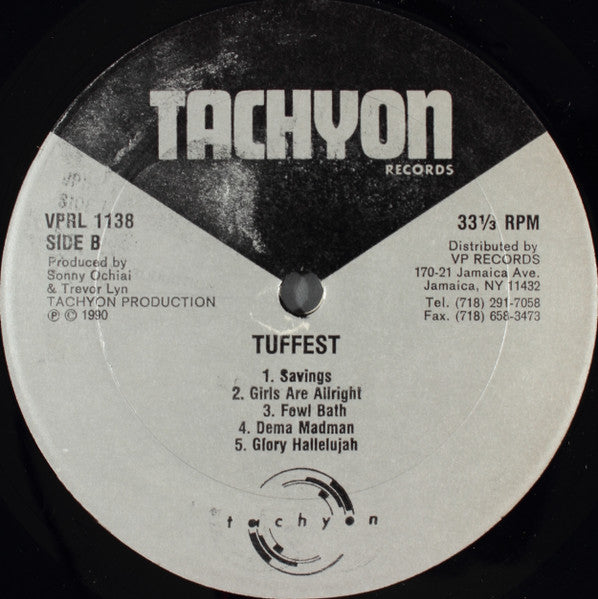 TACHYON
RECORDS
VPRL 1138
SIDE B
Produced by
Sonny Ochiai
& Trevor Lyn
TACHYON PRODUCTION
℗ © 1990
33⅓ RPM
Distributed by
VP RECORDS
170-21 Jamaica Ave.
Jamaica, NY 11432
Tel. (718) 291-7058
Fax. (718) 658-3473
TUFFEST
1. Savings
2. Girls Are Allright
3. Fowl Bath
4. Dema Madman
5. Glory Hallelujah
tachyon